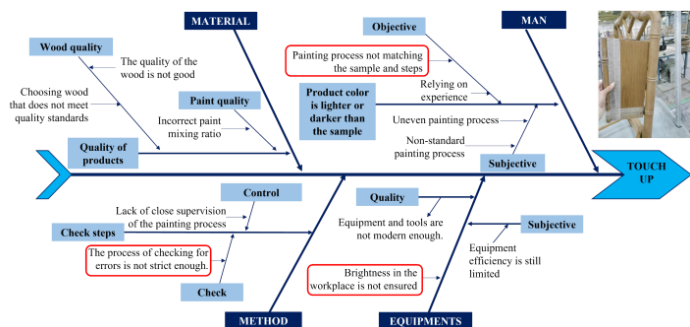 MATERIAL
MAN
Wood quality
The quality of the
wood is not good
Choosing wood
that does not meet
quality standards
Paint quality
Incorrect paint
mixing ratio
Quality of
products
Objective
Painting process not matching
the sample and steps
Relying on
experience
Product color
is lighter or
darker than
the sample
Uneven painting process
Non-standard
painting process
Subjective
TOUCH
UP
Control
Lack of close supervision
of the painting process
Check steps
The process of checking for
errors is not strict enough.
Check
Quality
Equipment and tools are
not modern enough.
Subjective
Equipment
efficiency is still
limited
Brightness in the
workplace is not ensured
METHOD
EQUIPMENTS